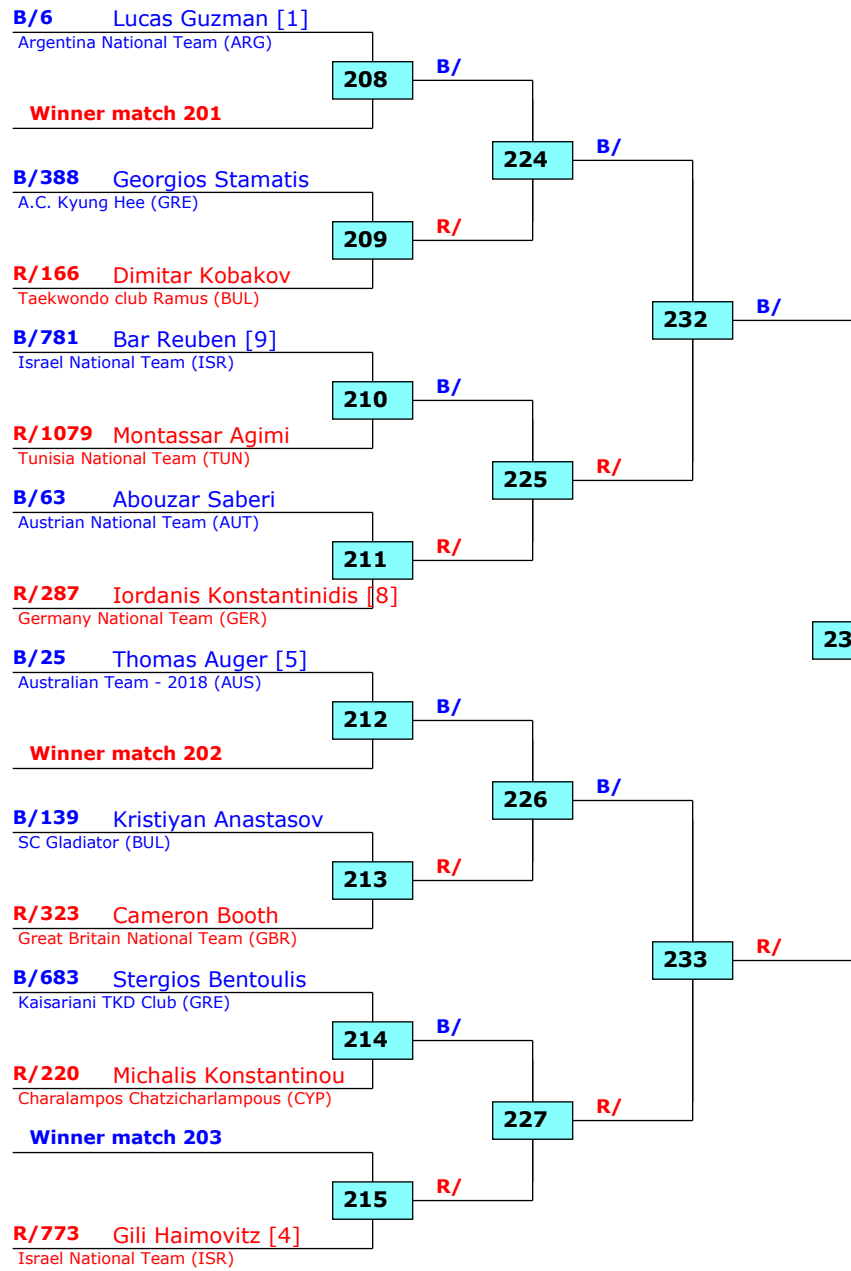 B/6 Lucas Guzman [1]
Argentina National Team (ARG)
208 B/
Winner match 201
224 B/
B/388 Georgios Stamatis
A.C. Kyung Hee (GRE)
209 R/
R/166 Dimitar Kobakov
Taekwondo club Ramus (BUL)
232 B/
B/781 Bar Reuben [9]
Israel National Team (ISR)
210 B/
R/1079 Montassar Agimi
Tunisia National Team (TUN)
225 R/
B/63 Abouzar Saberi
Austrian National Team (AUT)
211 R/
R/287 Iordanis Konstantinidis [8]
Germany National Team (GER)
23
B/25 Thomas Auger [5]
Australian Team - 2018 (AUS)
212 B/
Winner match 202
226 B/
B/139 Kristiyan Anastasov
SC Gladiator (BUL)
213 R/
R/323 Cameron Booth
Great Britain National Team (GBR)
233 R/
B/683 Stergios Bentoulis
Kaisariani TKD Club (GRE)
214 B/
R/220 Michalis Konstantinou
Charalampos Chatzicharlampous (CYP)
227 R/
Winner match 203
215 R/
R/773 Gili Haimovitz [4]
Israel National Team (ISR)